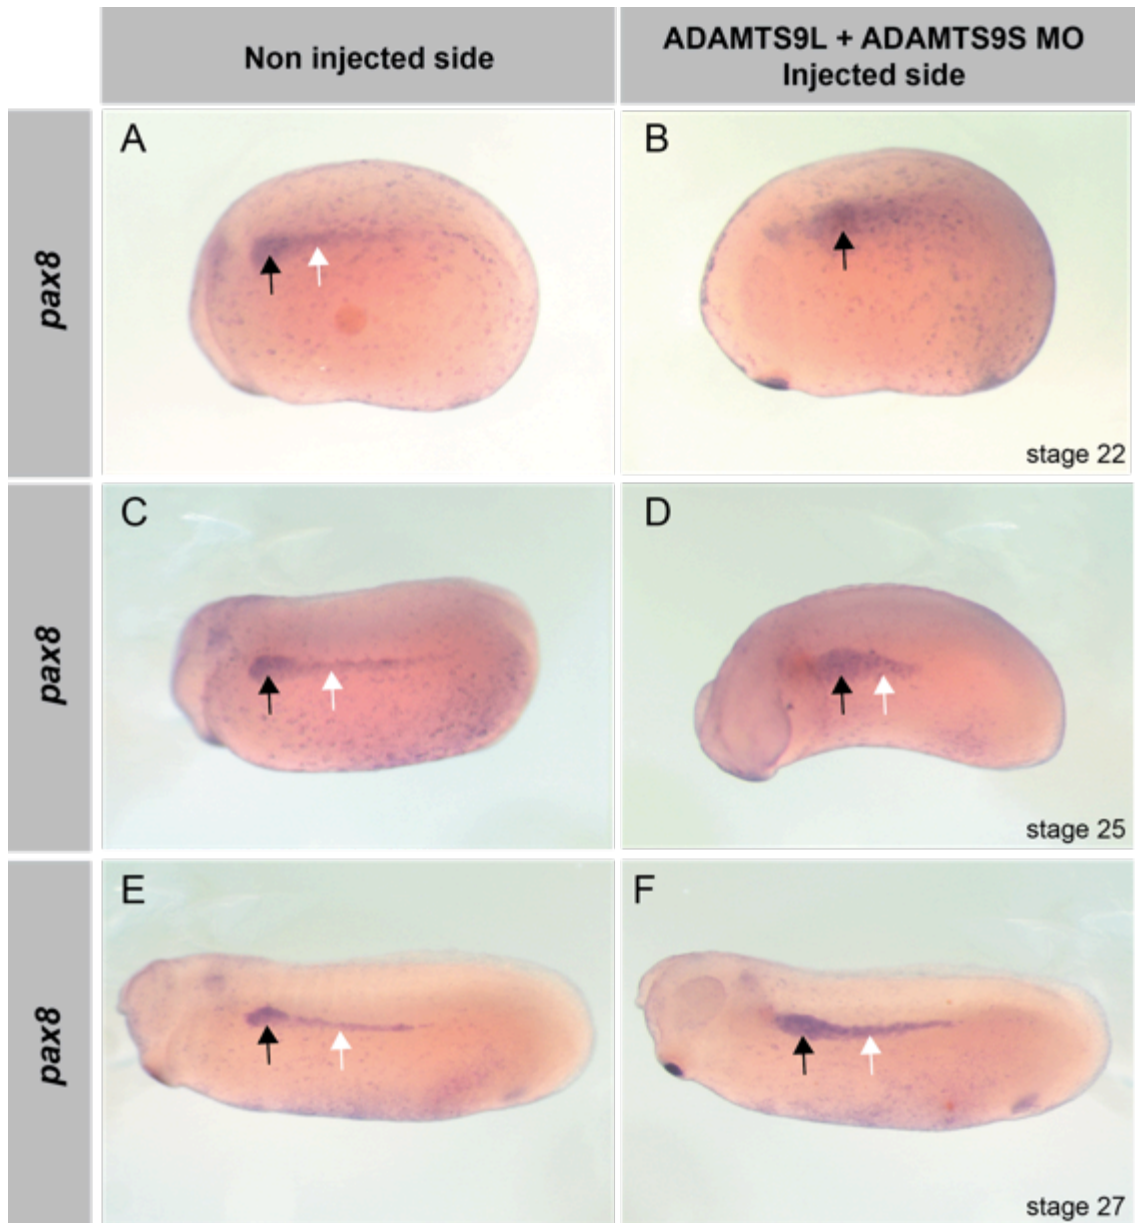 Non injected side
ADAMTS9L + ADAMTS9S MO
Injected side
pax8
A
B
stage 22
pax8
C
D
stage 25
pax8
E
F
stage 27